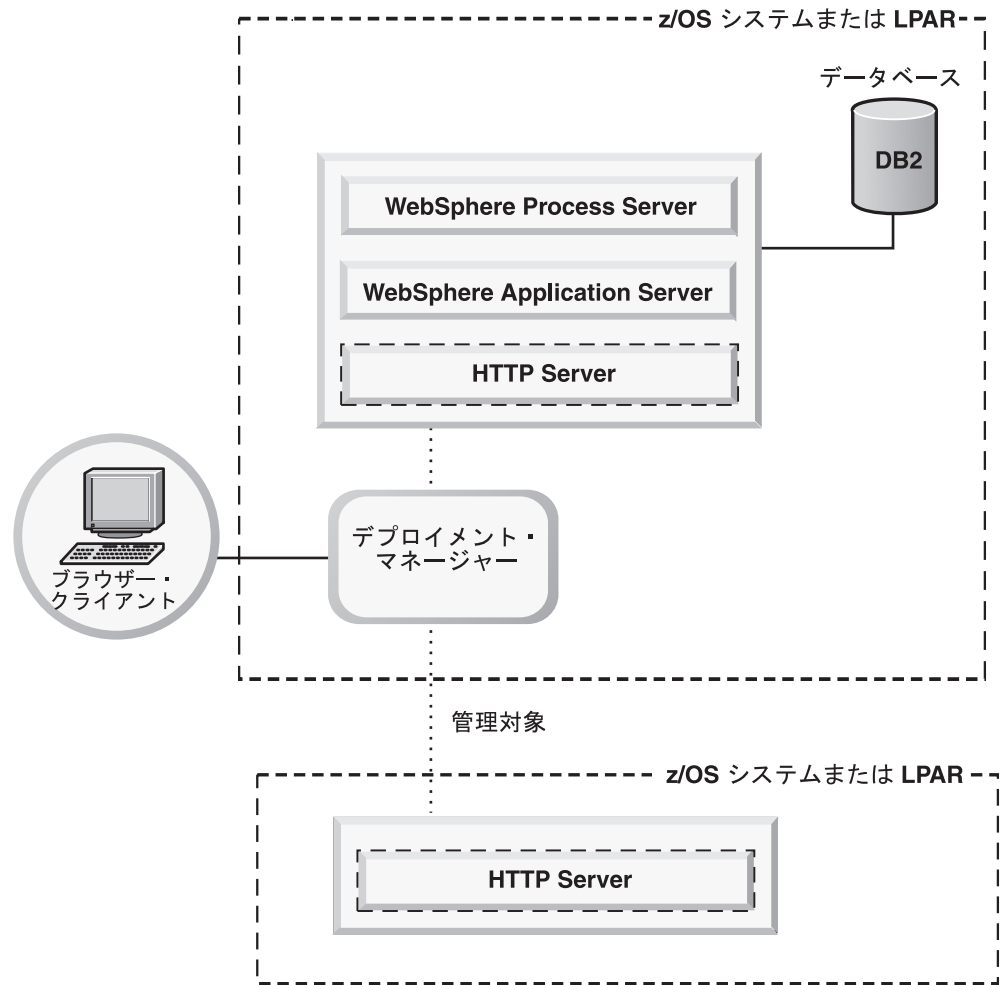 z/OS システムまたは LPAR
データベース
DB2
WebSphere Process Server
WebSphere Application Server
HTTP Server
ブラウザー・
クライアント
デプロイメント・
マネージャー
管理対象
z/OS システムまたは LPAR
HTTP Server